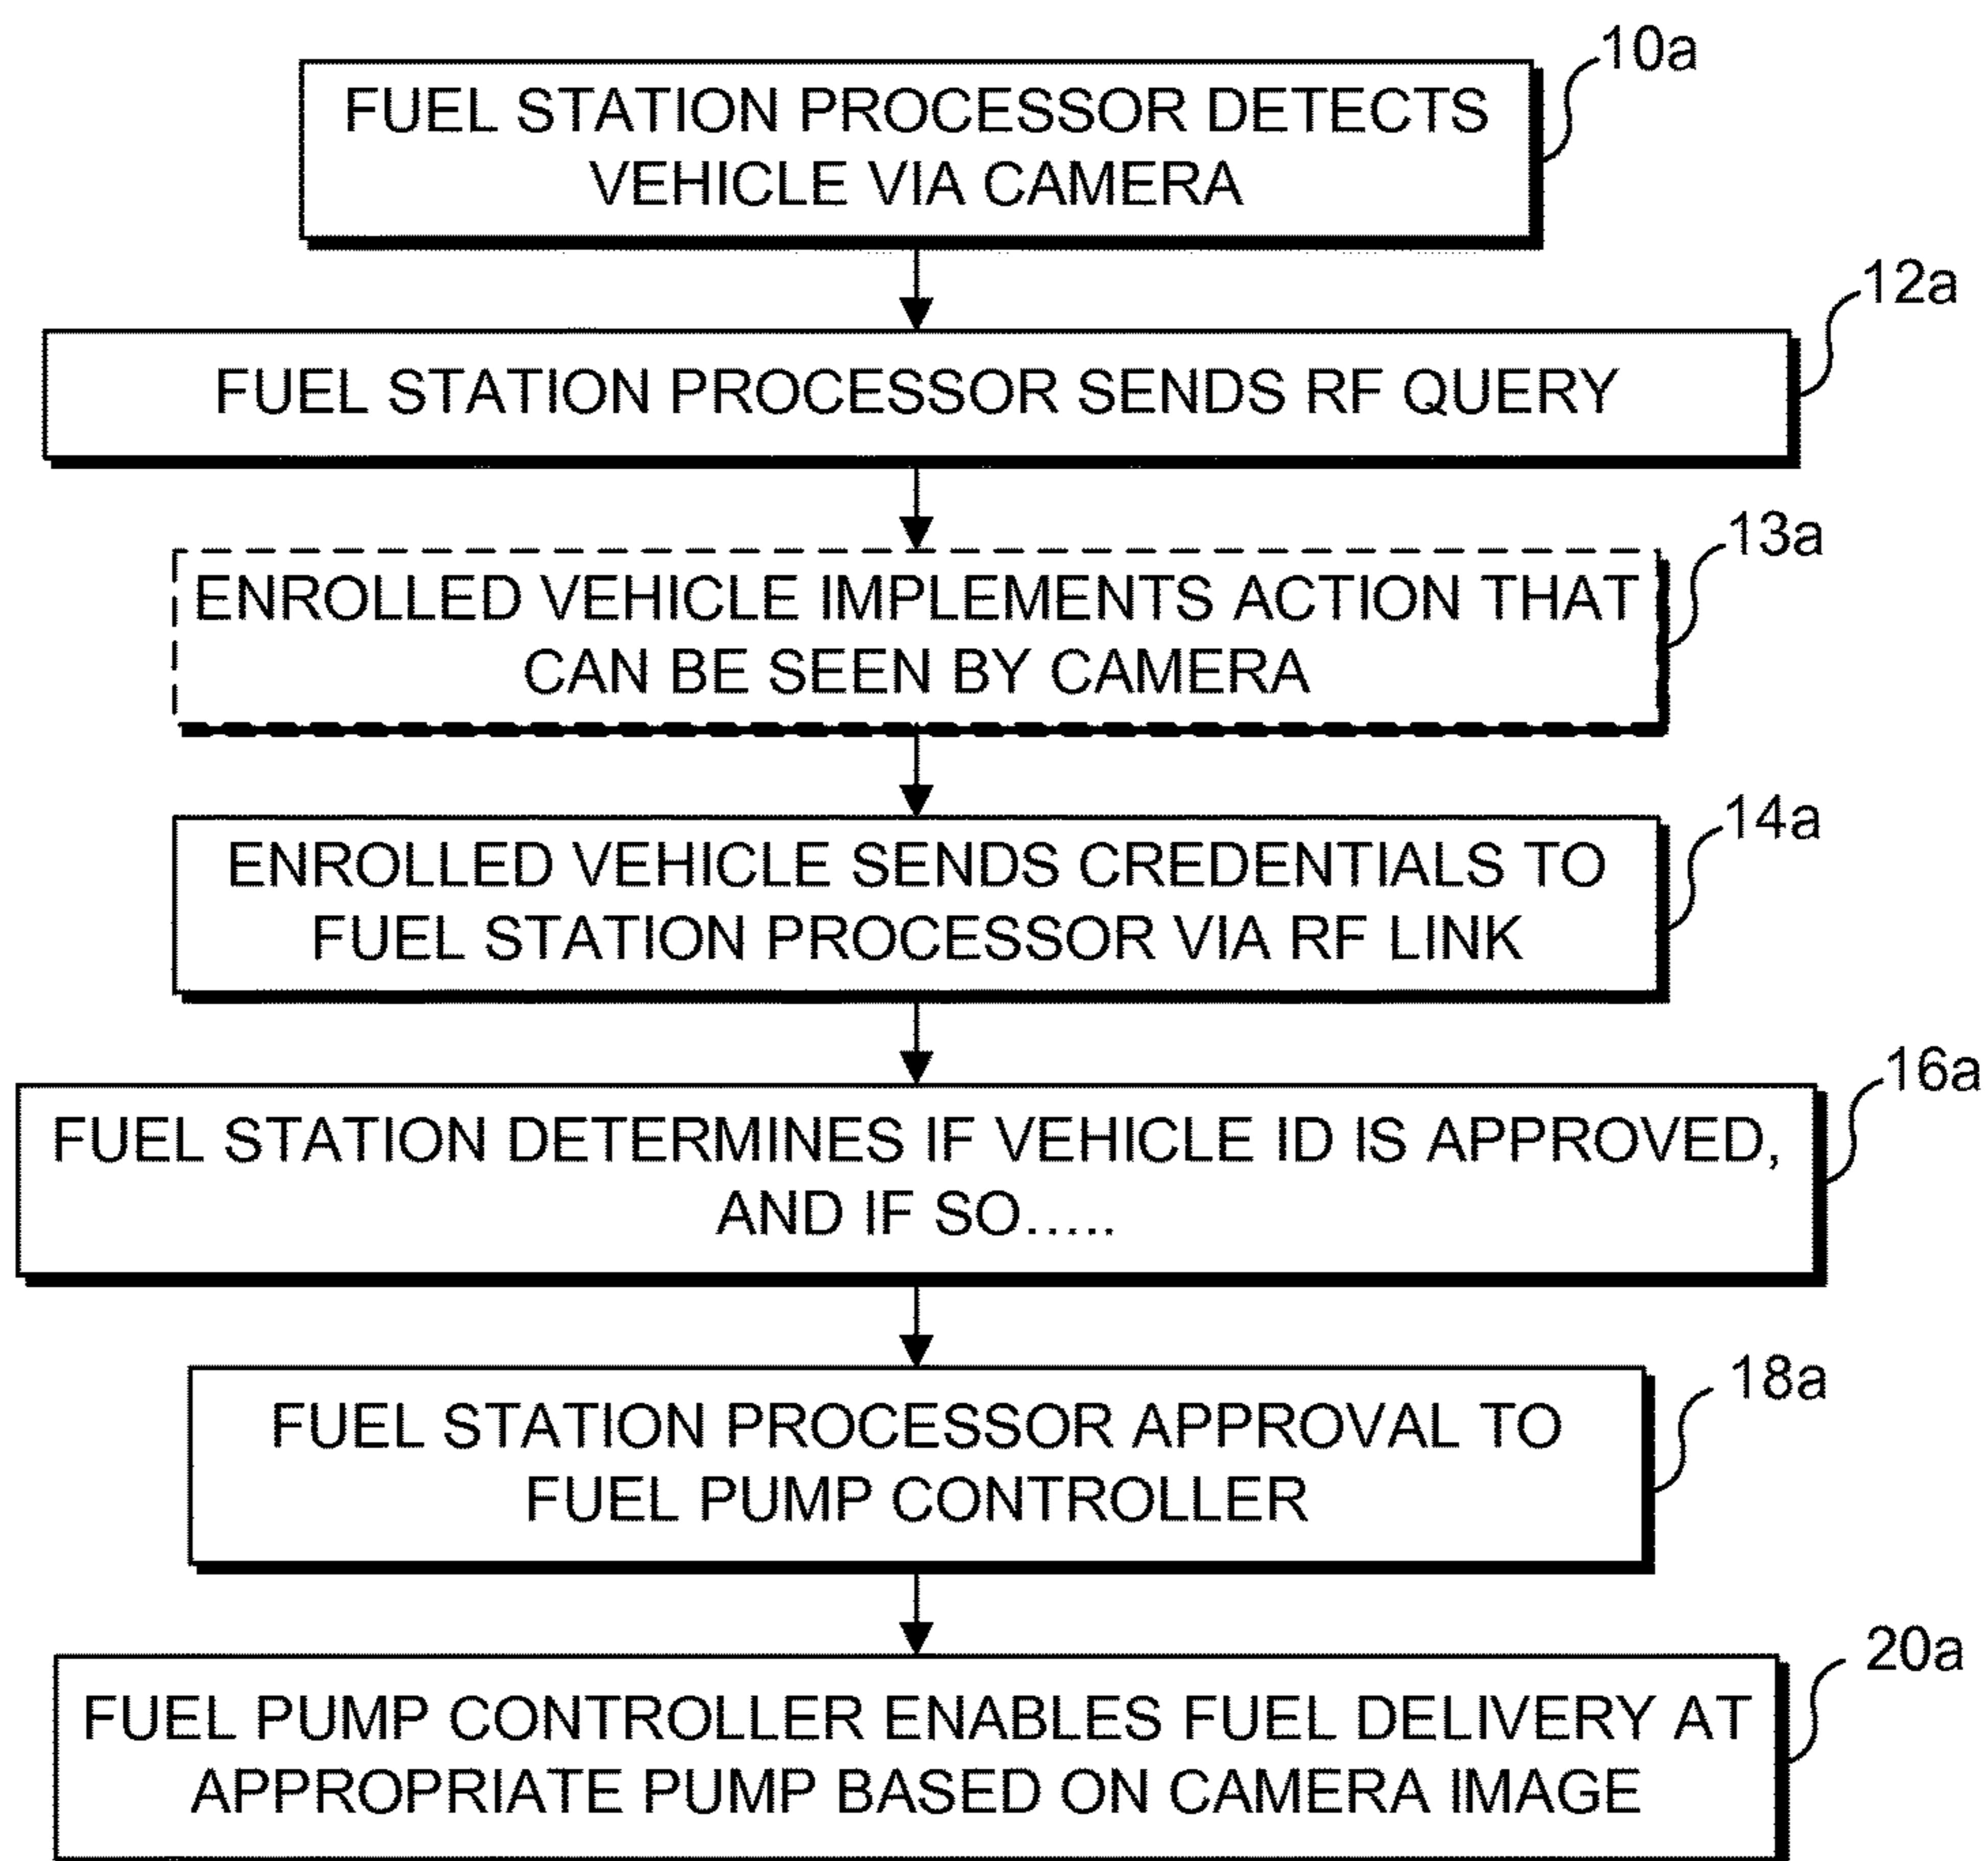 10a
FUEL STATION PROCESSOR DETECTS
VEHICLE VIA CAMERA
12a
FUEL STATION PROCESSOR SENDS RF QUERY
13a
ENROLLED VEHICLE IMPLEMENTS ACTION THAT
CAN BE SEEN BY CAMERA
14a
ENROLLED VEHICLE SENDS CREDENTIALS TO
FUEL STATION PROCESSOR VIA RF LINK
16a
FUEL STATION DETERMINES IF VEHICLE ID IS APPROVED,
AND IF SO.....
18a
FUEL STATION PROCESSOR APPROVAL TO
FUEL PUMP CONTROLLER
20a
FUEL PUMP CONTROLLER ENABLES FUEL DELIVERY AT
APPROPRIATE PUMP BASED ON CAMERA IMAGE